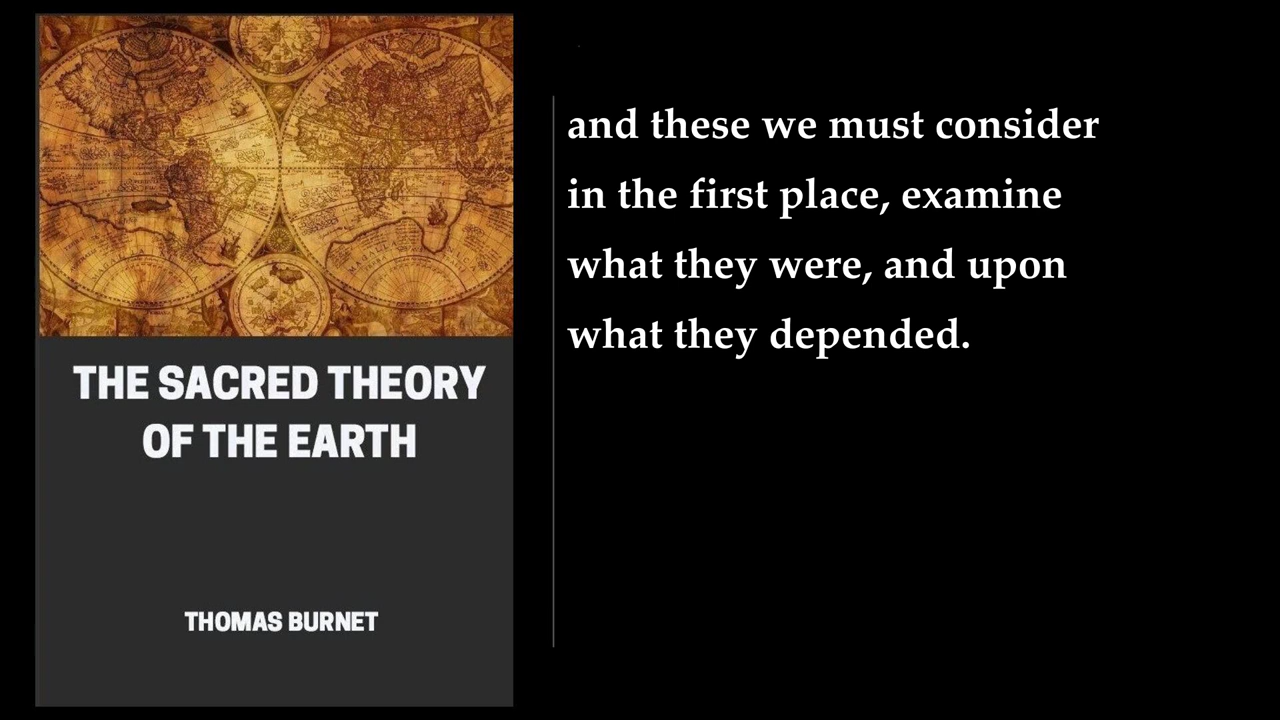 THE SACRED THEORY
OF THE EARTH
THOMAS BURNET
and these we must consider
in the first place, examine
what they were, and upon
what they depended.